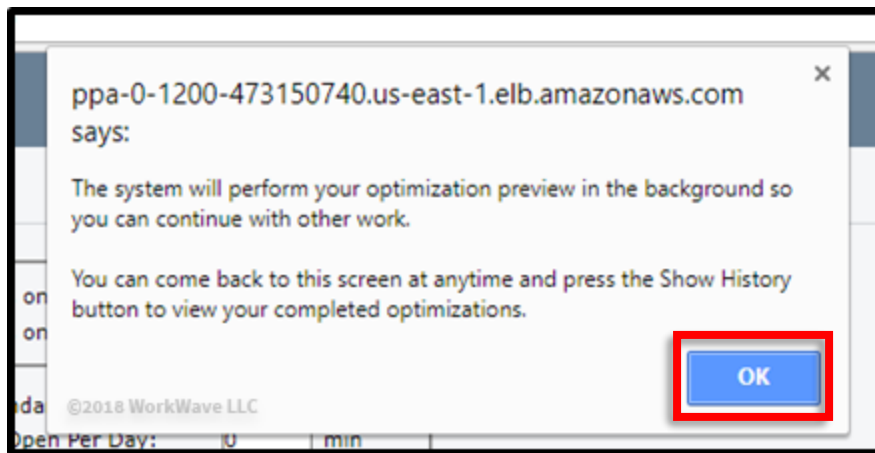 ppa-0-1200-473150740.us-east-1.elb.amazonaws.com
says:
The system will perform your optimization preview in the background so
you can continue with other work.
You can come back to this screen at anytime and press the Show History
button to view your completed optimizations.
on
on
OK
©2018 WorkWave LLC
Open Per Day: 0 min